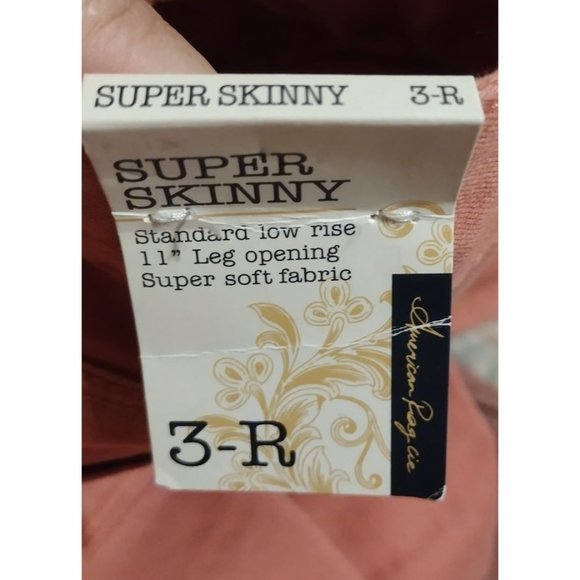 SUPER SKINNY 3-R
SUPER
SKINNY
Standard low rise
11" Leg opening
Super soft fabric
3-R
American Rag Cie